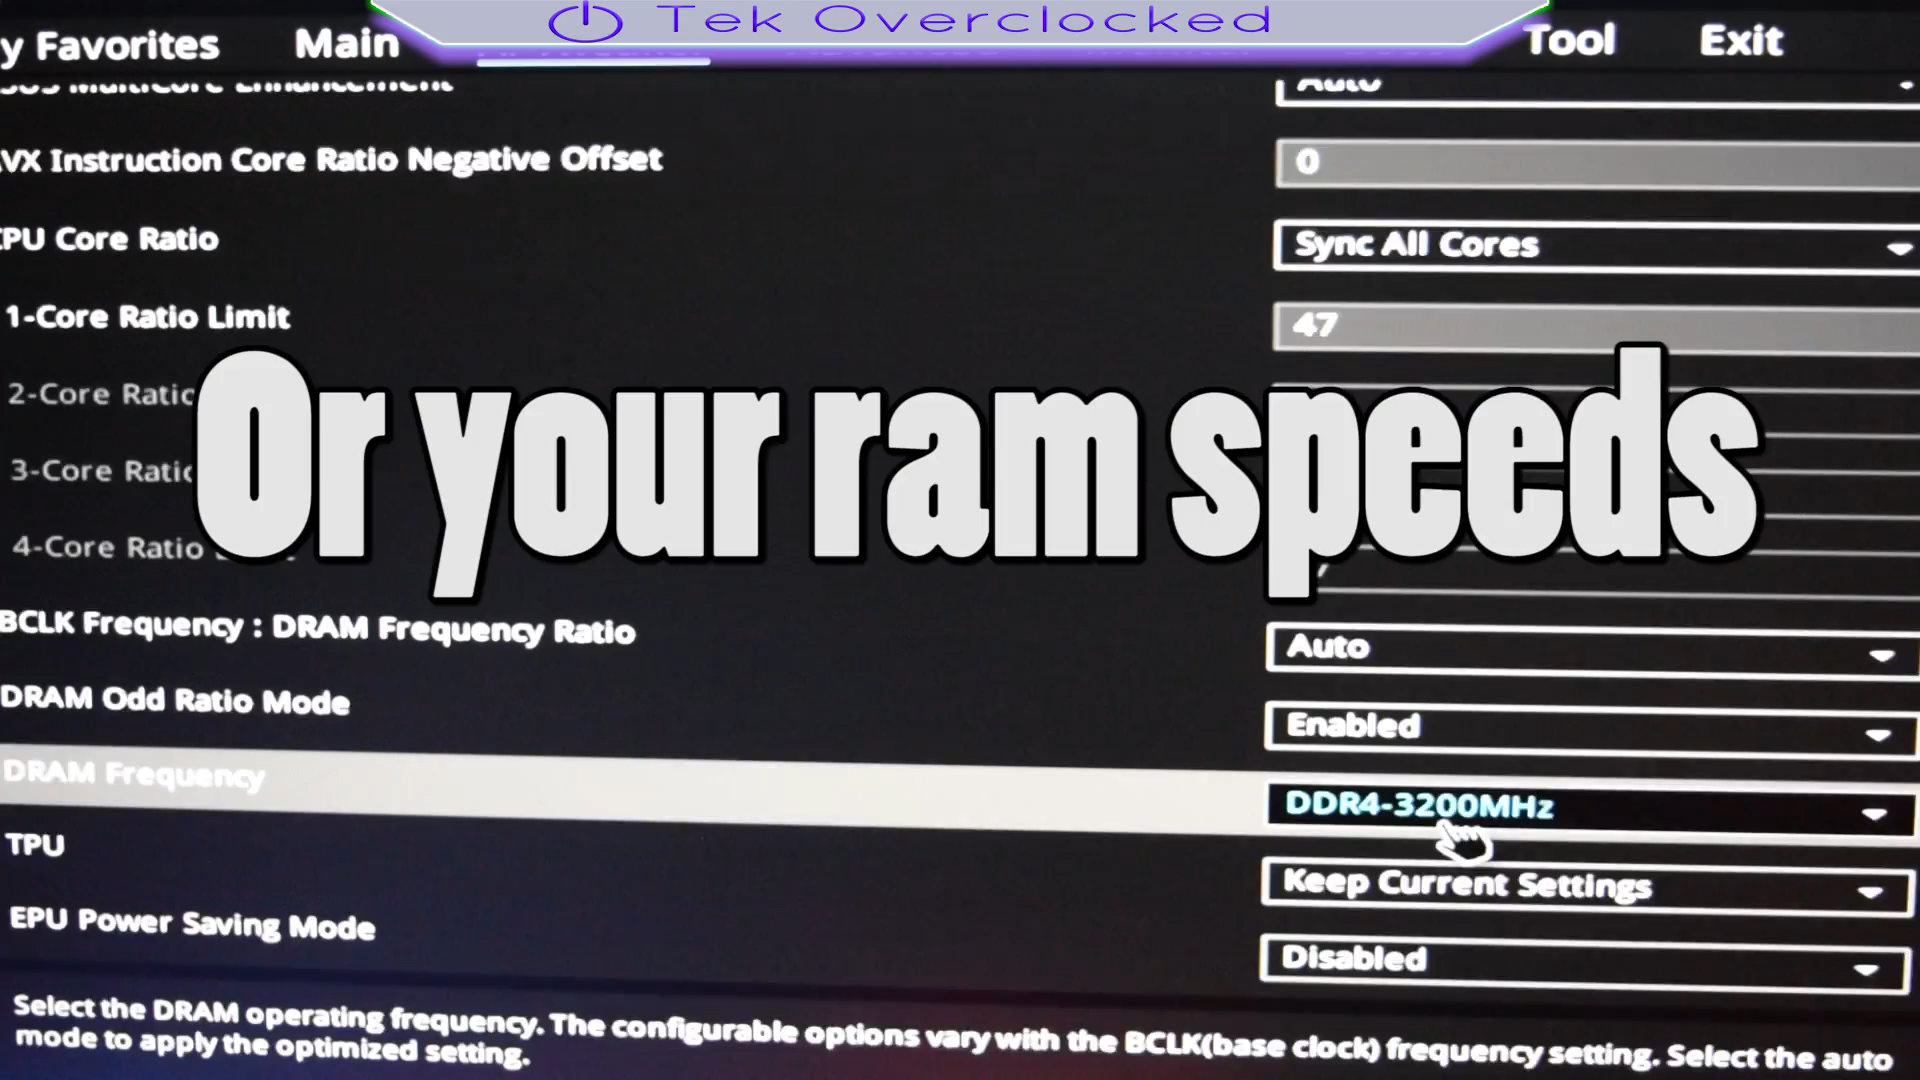 Tek Overclocked
y Favorites Main Tool Exit
Auto
VX Instruction Core Ratio Negative Offset 0
CPU Core Ratio Sync All Cores
1-Core Ratio Limit 47
2-Core Ratio
3-Core Ratio
4-Core Ratio
Or your ram speeds
BCLK Frequency : DRAM Frequency Ratio Auto
DRAM Odd Ratio Mode Enabled
DRAM Frequency DDR4-3200MHz
TPU Keep Current Settings
EPU Power Saving Mode Disabled
Select the DRAM operating frequency. The configurable options vary with the BCLK(base clock) frequency setting. Select the auto
mode to apply the optimized setting.